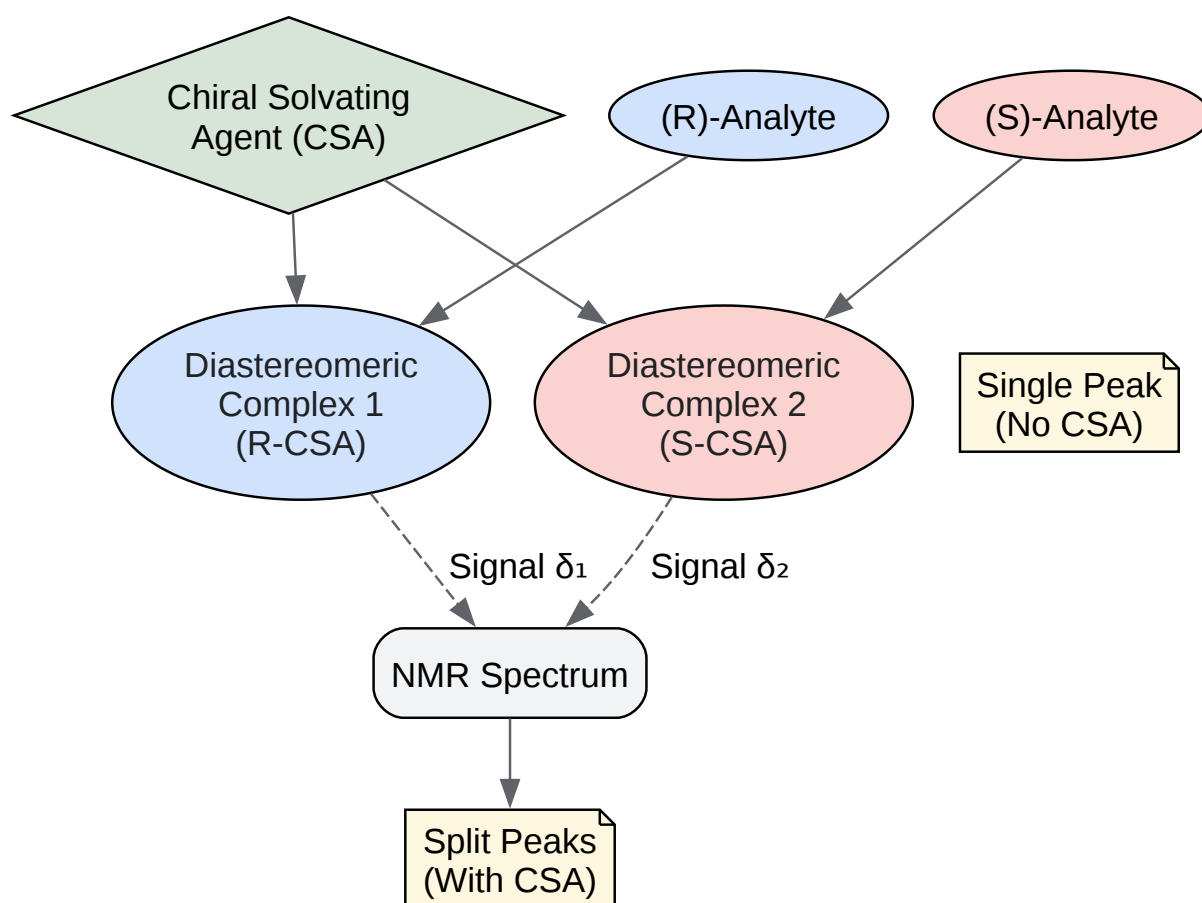 Chiral Solvating
Agent (CSA)
(R)-Analyte
(S)-Analyte
Diastereomeric
Complex 1
(R-CSA)
Diastereomeric
Complex 2
(S-CSA)
Single Peak
(No CSA)
Signal δ₁
Signal δ₂
NMR Spectrum
Split Peaks
(With CSA)